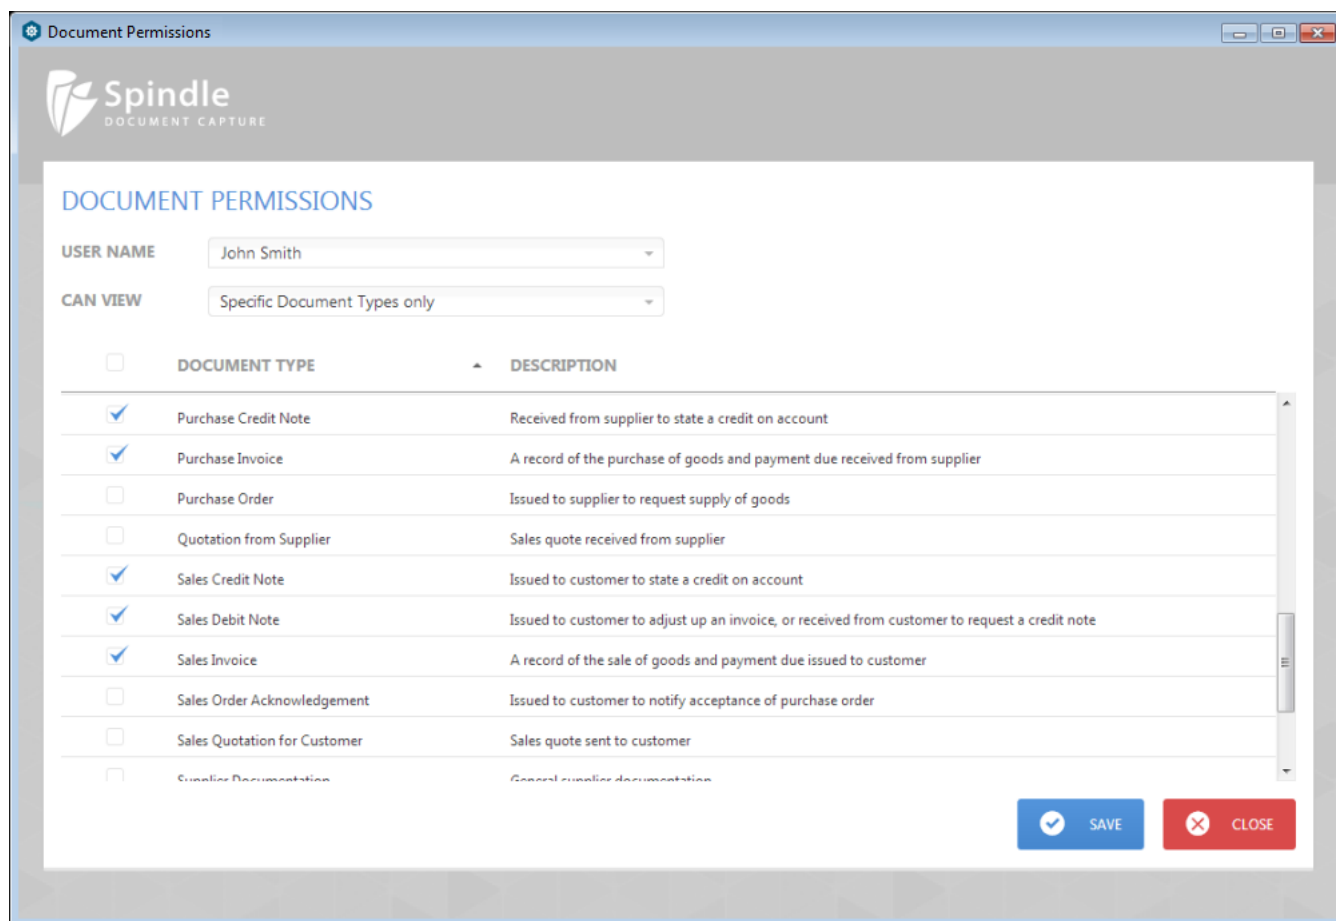 Document Permissions
Spindle
DOCUMENT CAPTURE
DOCUMENT PERMISSIONS
USER NAME John Smith
CAN VIEW Specific Document Types only
DOCUMENT TYPE DESCRIPTION
Purchase Credit Note Received from supplier to state a credit on account
Purchase Invoice A record of the purchase of goods and payment due received from supplier
Purchase Order Issued to supplier to request supply of goods
Quotation from Supplier Sales quote received from supplier
Sales Credit Note Issued to customer to state a credit on account
Sales Debit Note Issued to customer to adjust up an invoice, or received from customer to request a credit note
Sales Invoice A record of the sale of goods and payment due issued to customer
Sales Order Acknowledgement Issued to customer to notify acceptance of purchase order
Sales Quotation for Customer Sales quote sent to customer
Supplier Documentation General supplier documentation
SAVE CLOSE